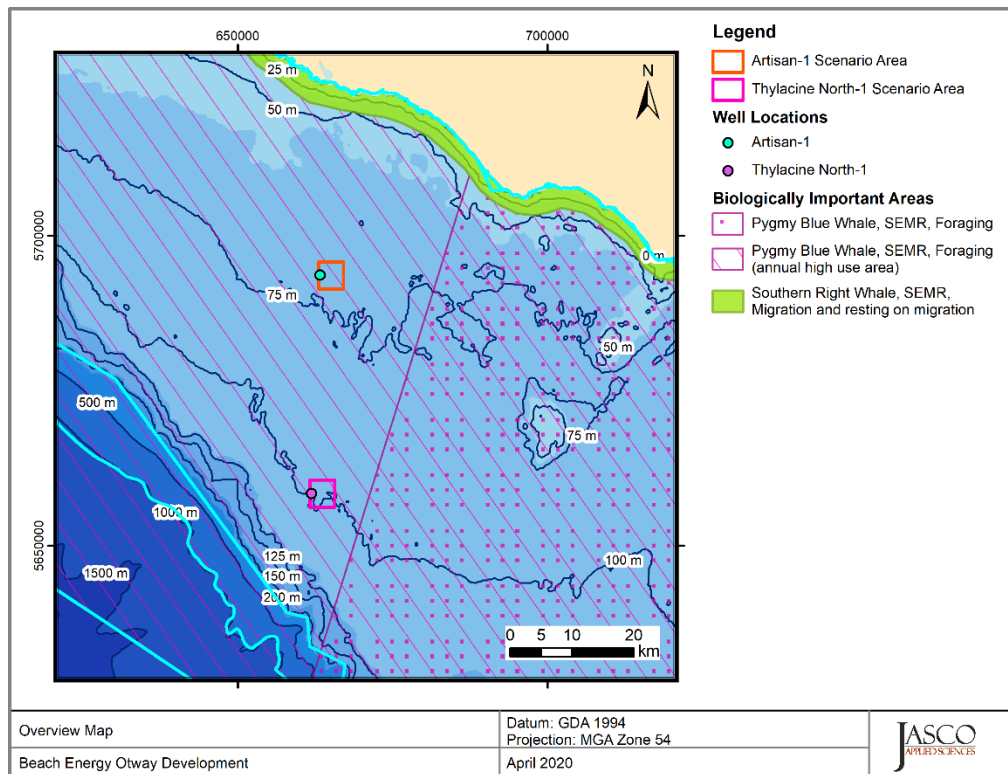 650000
700000
5700000
5650000
25 m
50 m
N
0 m
75 m
50 m
500 m
75 m
1000 m
100 m
125 m
1500 m
150 m
200 m
0 5 10 20
km
Legend
Artisan-1 Scenario Area
Thylacine North-1 Scenario Area
Well Locations
Artisan-1
Thylacine North-1
Biologically Important Areas
Pygmy Blue Whale, SEMR, Foraging
Pygmy Blue Whale, SEMR, Foraging
(annual high use area)
Southern Right Whale, SEMR,
Migration and resting on migration
Overview Map
Datum: GDA 1994
Projection: MGA Zone 54
Beach Energy Otway Development
April 2020
JASCO
APPLIED SCIENCES